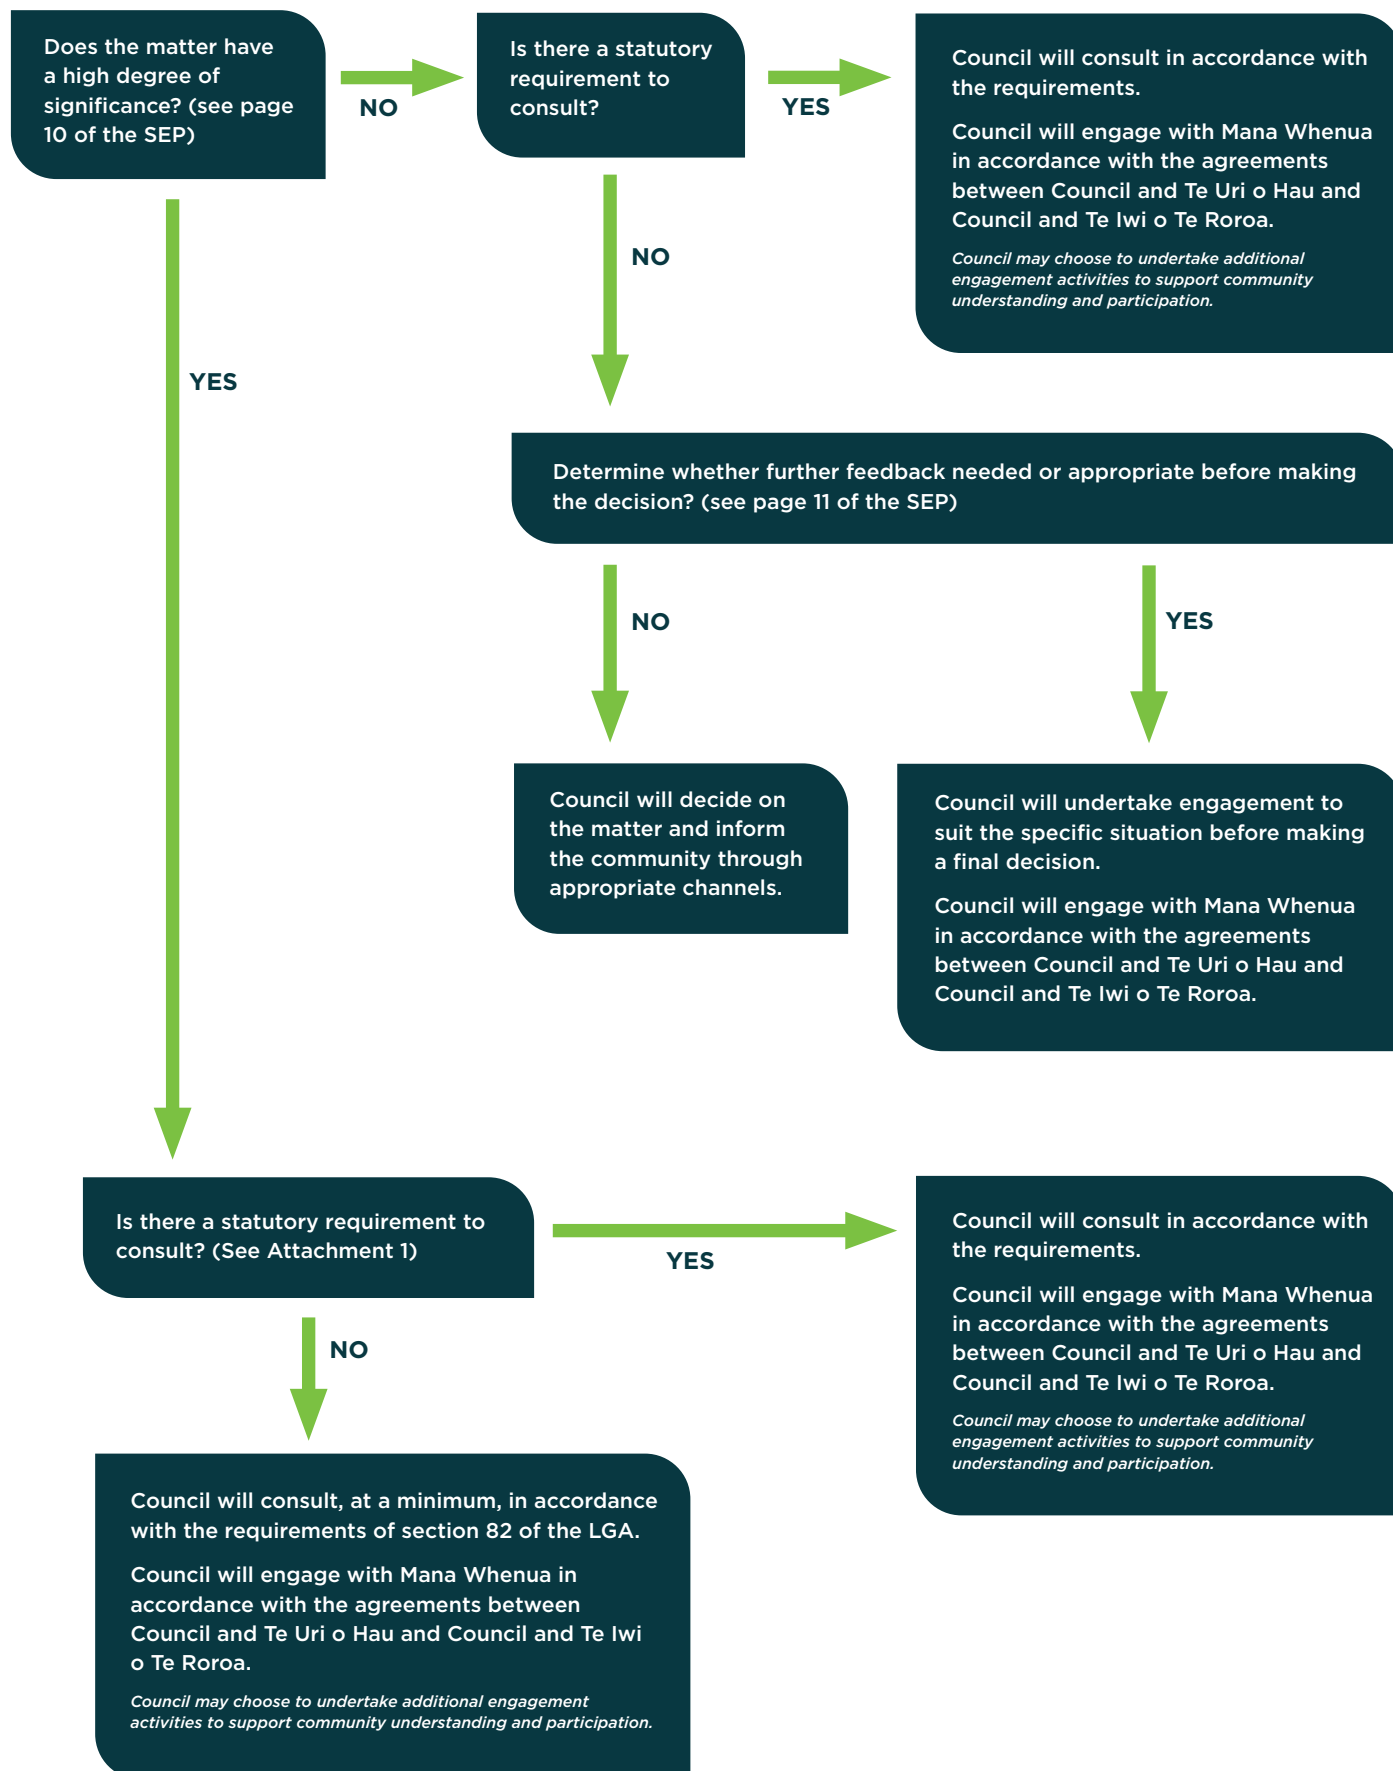 Does the matter have
a high degree of
significance? (see page
10 of the SEP)
NO
Is there a statutory
requirement to
consult?
YES
Council will consult in accordance with
the requirements.
Council will engage with Mana Whenua
in accordance with the agreements
between Council and Te Uri o Hau and
Council and Te Iwi o Te Roroa.
Council may choose to undertake additional
engagement activities to support community
understanding and participation.
NO
YES
Determine whether further feedback needed or appropriate before making
the decision? (see page 11 of the SEP)
NO
YES
Council will decide on
the matter and inform
the community through
appropriate channels.
Council will undertake engagement to
suit the specific situation before making
a final decision.
Council will engage with Mana Whenua
in accordance with the agreements
between Council and Te Uri o Hau and
Council and Te Iwi o Te Roroa.
Is there a statutory requirement to
consult? (See Attachment 1)
YES
Council will consult in accordance with
the requirements.
Council will engage with Mana Whenua
in accordance with the agreements
between Council and Te Uri o Hau and
Council and Te Iwi o Te Roroa.
Council may choose to undertake additional
engagement activities to support community
understanding and participation.
NO
Council will consult, at a minimum, in accordance
with the requirements of section 82 of the LGA.
Council will engage with Mana Whenua in
accordance with the agreements between
Council and Te Uri o Hau and Council and Te Iwi
o Te Roroa.
Council may choose to undertake additional engagement
activities to support community understanding and participation.